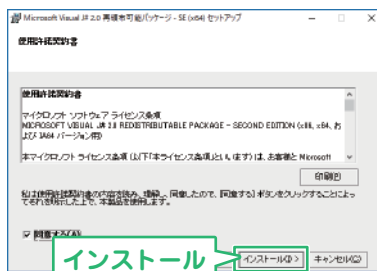 Microsoft Visual J# 2.0 再頒布可能パッケージ - SE (x64) セットアップ
使用許諾契約書
使用許諾契約書
マイクロソフト ソフトウェア ライセンス条項
MICROSOFT VISUAL J# 2.0 REDISTRIBUTABLE PACKAGE – SECOND EDITION (x86, x64, お
よび IA64 バージョン用)
本マイクロソフト ライセンス条項 (以下「本ライセンス条項」といいます) は、お客様と Microsoft
印刷(P)
私は使用許諾契約書の内容を読み、理解し、同意したので、[同意する] ボタンをクリックすることによっ
てそれを明示した上で、本製品を使用します。
同意する(A)
インストール
インストール(I) >
キャンセル(C)